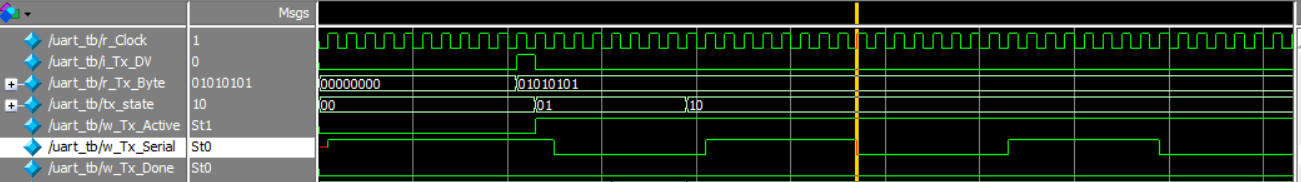 Msgs
/uart_tb/r_Clock 1
/uart_tb/i_Tx_DV 0
/uart_tb/r_Tx_Byte 01010101 00000000 01010101
/uart_tb/tx_state 10 00 01 10
/uart_tb/w_Tx_Active St1
/uart_tb/w_Tx_Serial St0
/uart_tb/w_Tx_Done St0